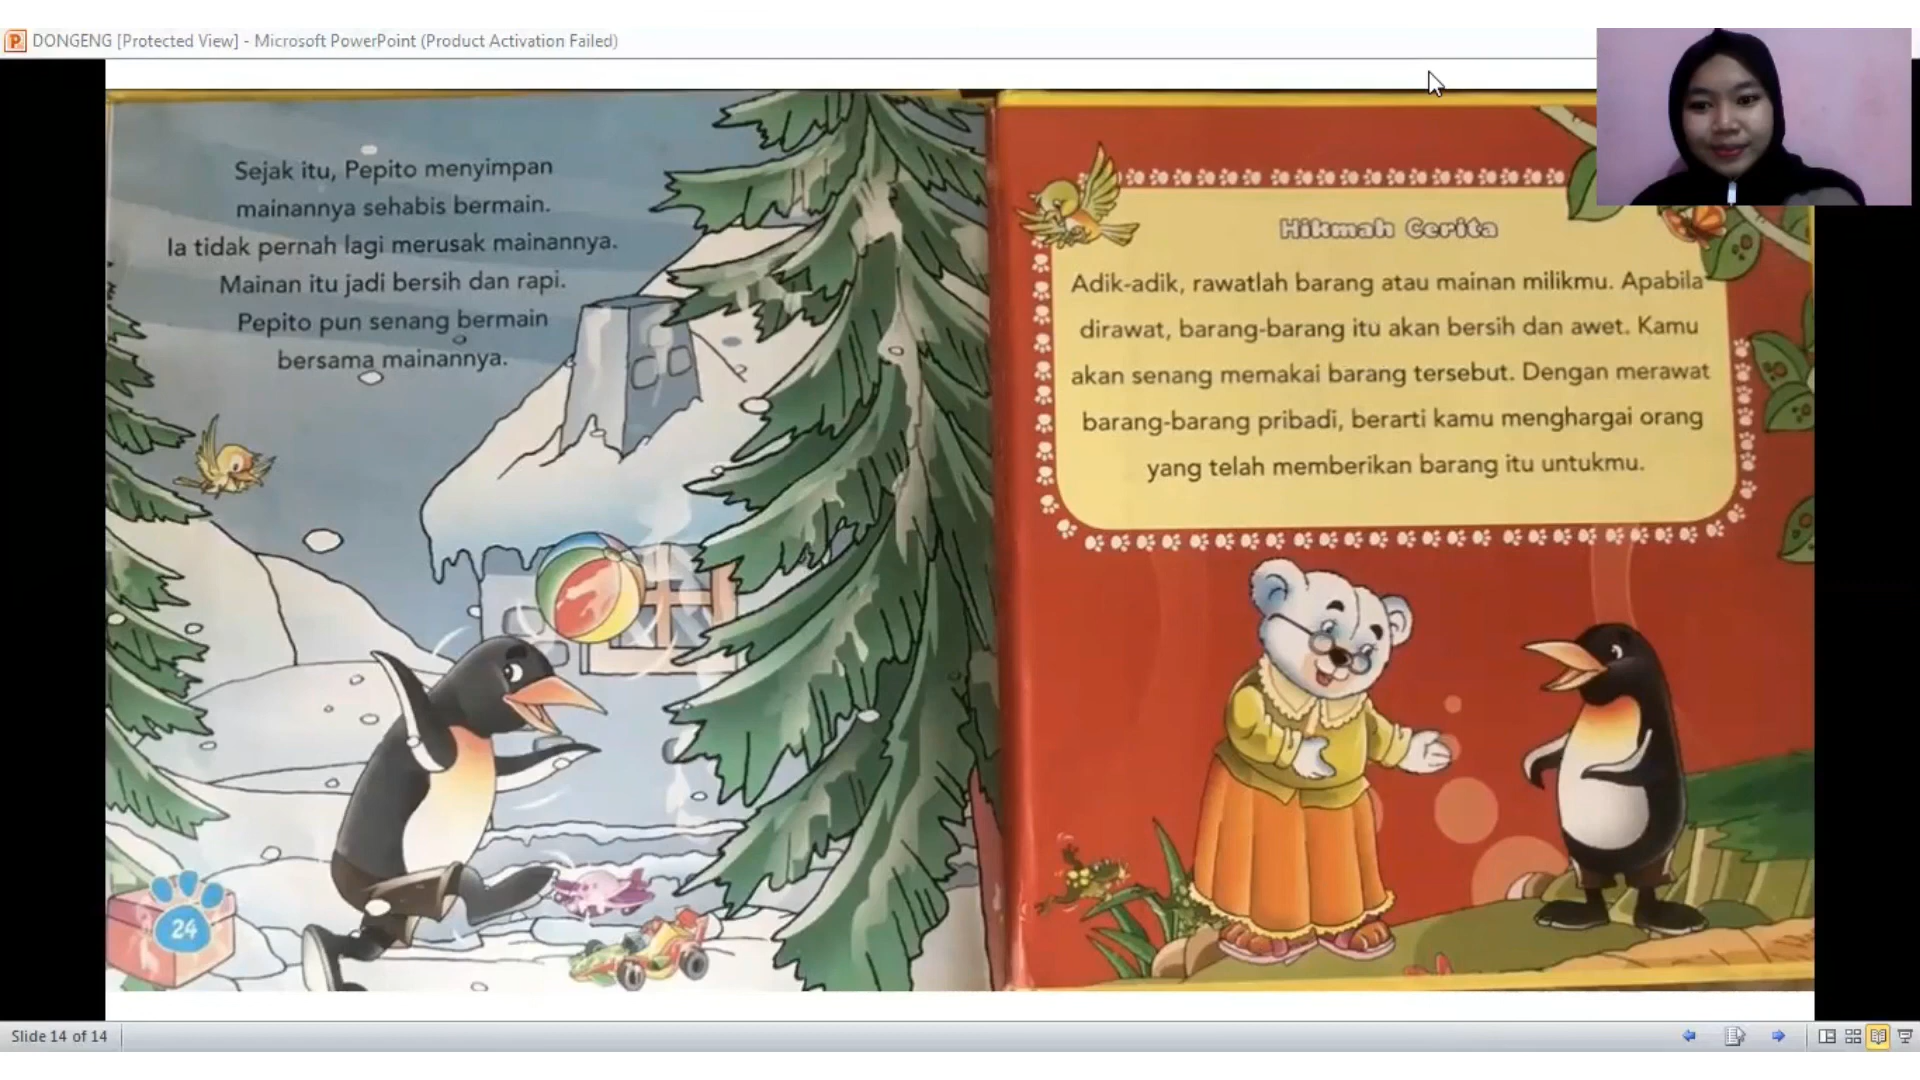 DONGENG [Protected View] - Microsoft PowerPoint (Product Activation Failed)
Sejak itu, Pepito menyimpan
mainannya sehabis bermain.
Ia tidak pernah lagi merusak mainannya.
Mainan itu jadi bersih dan rapi.
Pepito pun senang bermain
bersama mainannya.
24
Hikmah Cerita
Adik-adik, rawatlah barang atau mainan milikmu. Apabila
dirawat, barang-barang itu akan bersih dan awet. Kamu
akan senang memakai barang tersebut. Dengan merawat
barang-barang pribadi, berarti kamu menghargai orang
yang telah memberikan barang itu untukmu.
Slide 14 of 14